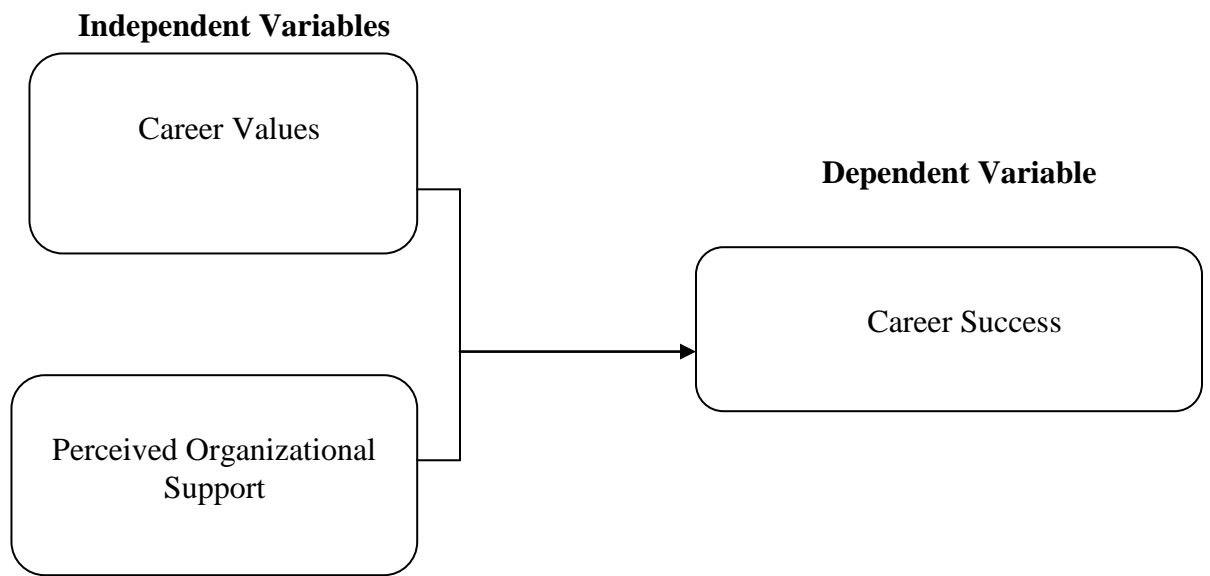 Independent Variables
Career Values
Dependent Variable
Career Success
Perceived Organizational
Support